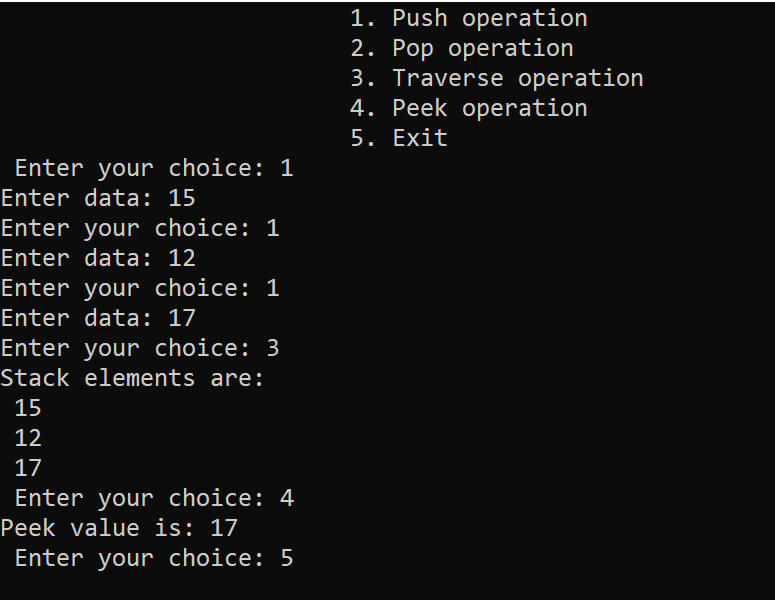 1. Push operation
2. Pop operation
3. Traverse operation
4. Peek operation
5. Exit
Enter your choice: 1
Enter data: 15
Enter your choice: 1
Enter data: 12
Enter your choice: 1
Enter data: 17
Enter your choice: 3
Stack elements are:
15
12
17
Enter your choice: 4
Peek value is: 17
Enter your choice: 5